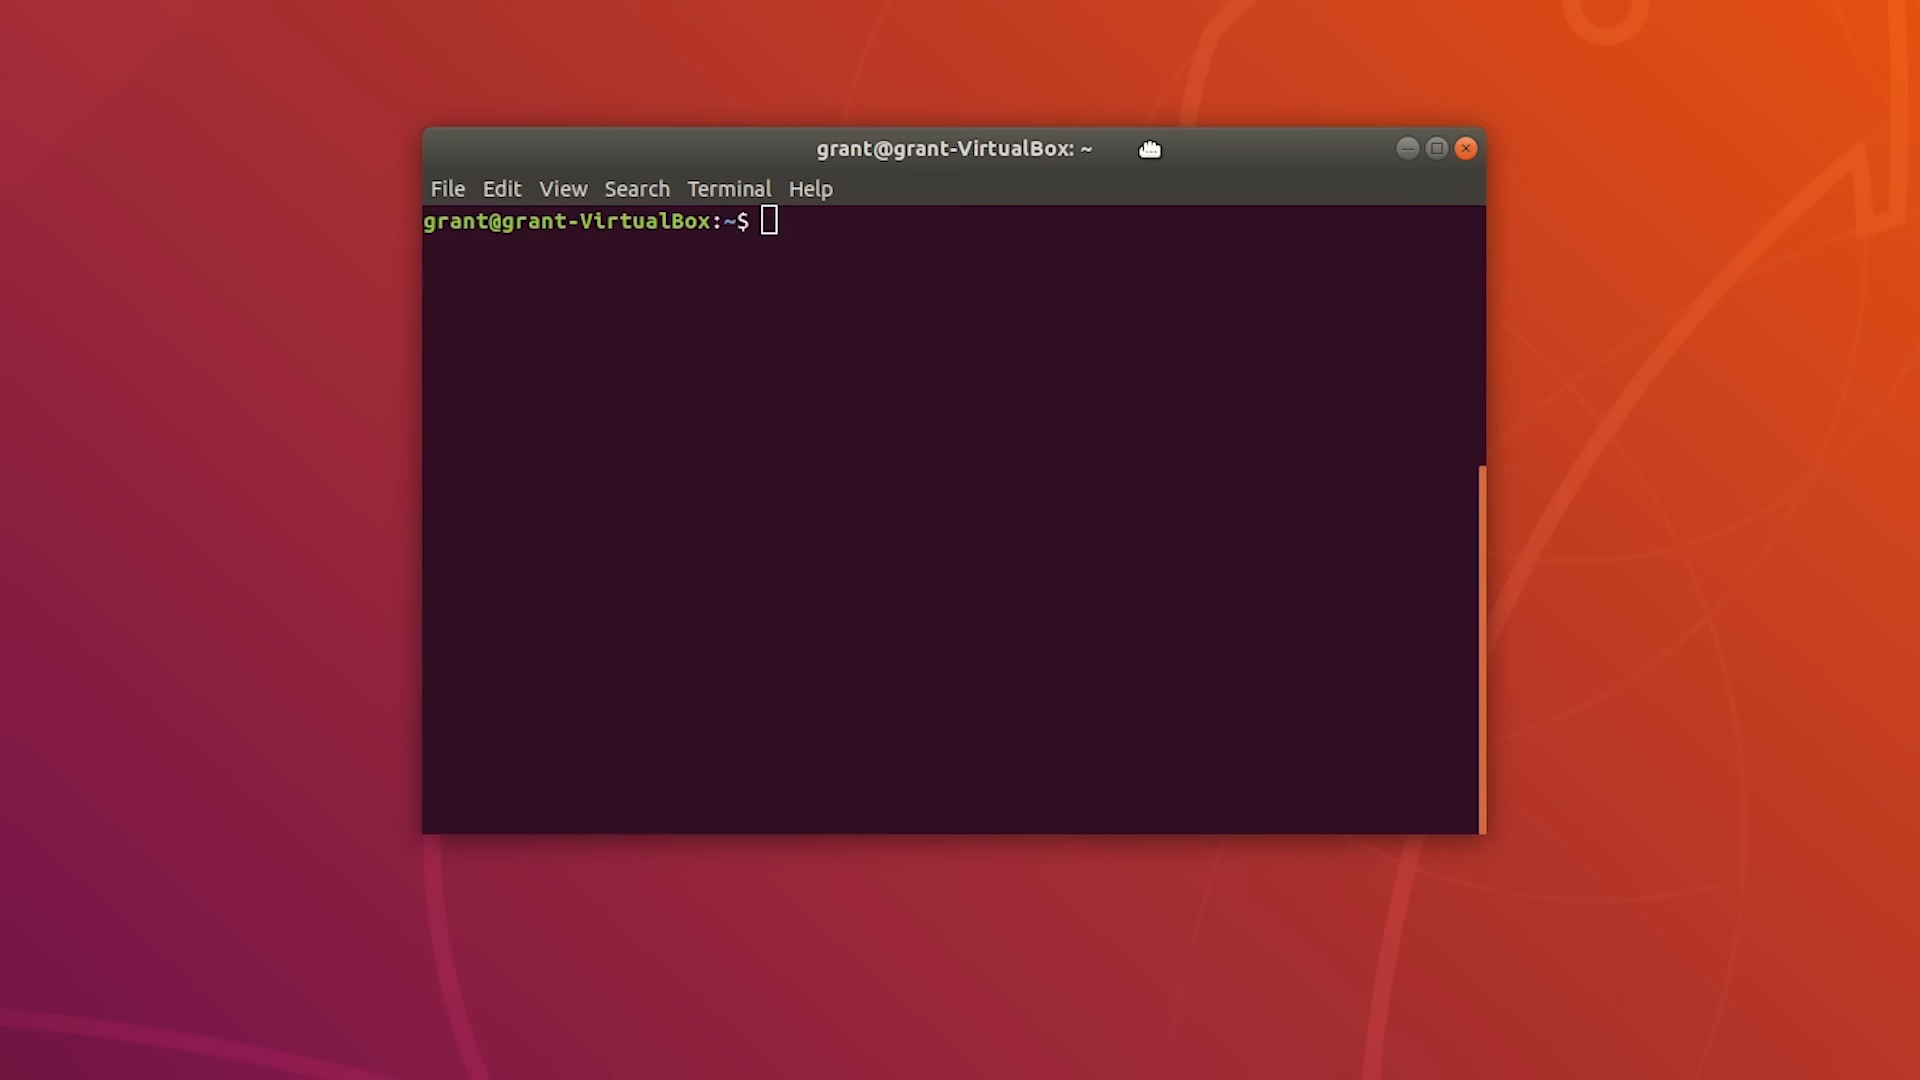 grant@grant-VirtualBox: ~
File Edit View Search Terminal Help
grant@grant-VirtualBox:~$